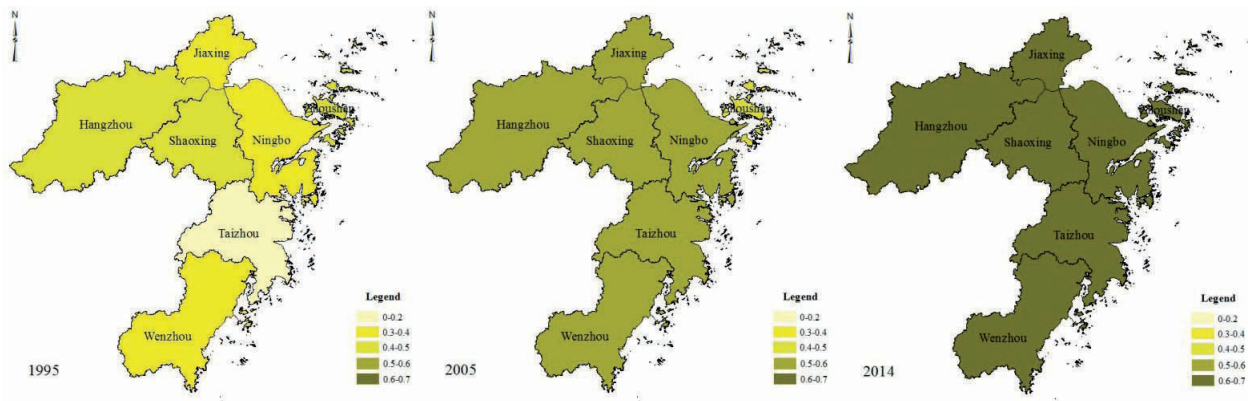 N
Jiaxing
Hangzhou
Shaoxing
Ningbo
Zhoushan
Taizhou
Wenzhou
Legend
0-0.2
0.3-0.4
0.4-0.5
0.5-0.6
0.6-0.7
1995
N
Jiaxing
Hangzhou
Shaoxing
Ningbo
Zhoushan
Taizhou
Wenzhou
Legend
0-0.2
0.3-0.4
0.4-0.5
0.5-0.6
0.6-0.7
2005
N
Jiaxing
Hangzhou
Shaoxing
Ningbo
Zhoushan
Taizhou
Wenzhou
Legend
0-0.2
0.3-0.4
0.4-0.5
0.5-0.6
0.6-0.7
2014